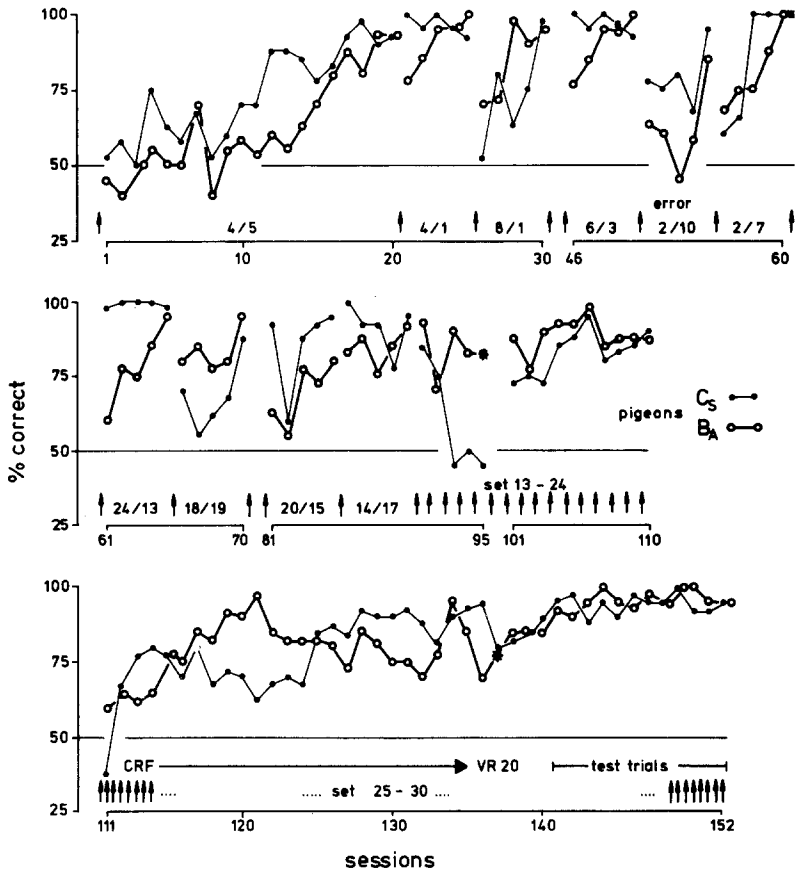 100
75
50
25
error
4/5 4/1 8/1 6/3 2/10 2/7
1 10 20 30 46 60
100
75
50
25
pigeons CS
BA
set 13 - 24
24/13 18/19 20/15 14/17
61 70 81 95 101 110
% correct
100
75
50
25
CRF VR 20 test trials
.... ..... set 25 - 30 .... ....
111 120 130 140 152
sessions